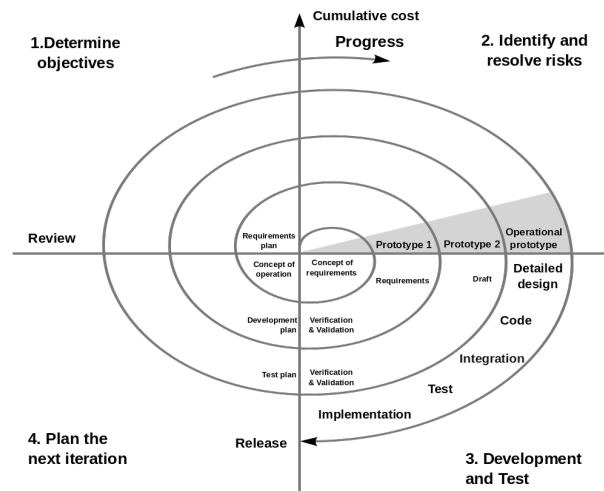 Cumulative cost
Progress
1.Determine
objectives
2. Identify and
resolve risks
Review
Requirements
plan
Prototype 1
Prototype 2
Operational
prototype
Concept of
operation
Concept of
requirements
Requirements
Draft
Detailed
design
Development
plan
Verification
& Validation
Code
Integration
Test plan
Verification
& Validation
Test
Implementation
Release
4. Plan the
next iteration
3. Development
and Test